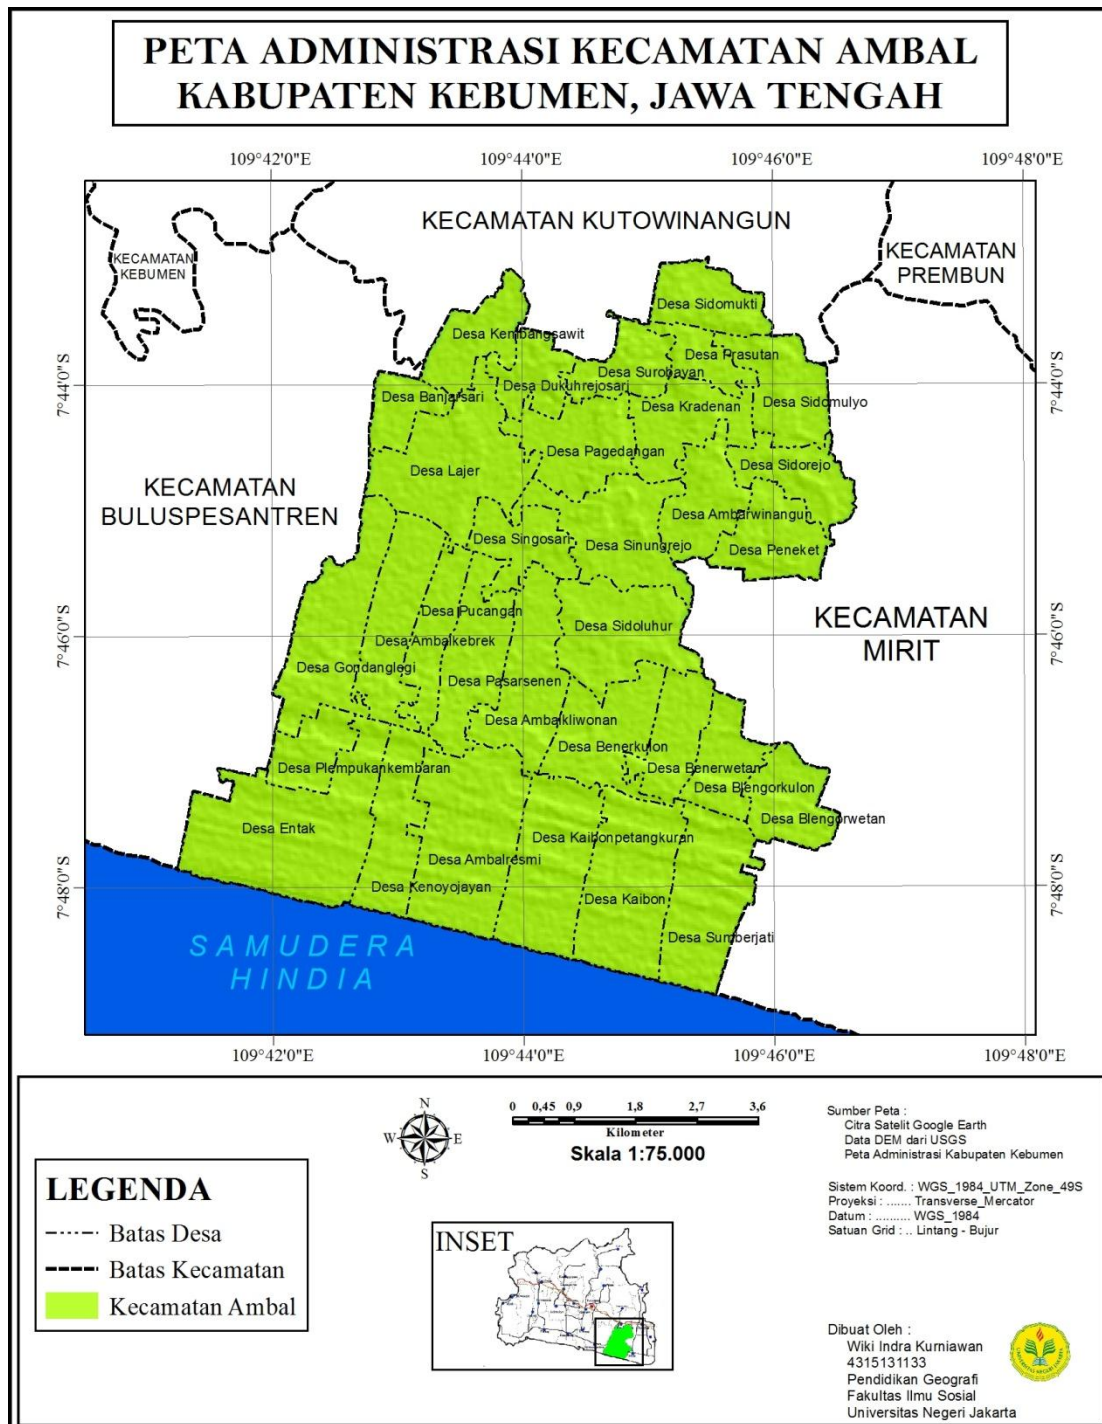 PETA ADMINISTRASI KECAMATAN AMBAL
KABUPATEN KEBUMEN, JAWA TENGAH
109°42'0"E
109°44'0"E
109°46'0"E
109°48'0"E
KECAMATAN KUTOWINANGUN
KECAMATAN
PREMBUN
KECAMATAN
KEBUMEN
Desa Sidomukti
Desa Kembangsawit
Desa Prasutan
Desa Surobayan
7°44'0"S
7°44'0"S
Desa Dukuhrejosari
Desa Banjarsari
Desa Kradenan
Desa Sidomulyo
Desa Pagedangan
Desa Lajer
Desa Sidorejo
KECAMATAN
BULUSPESANTREN
Desa Ambarwinangun
Desa Singosari
Desa Sinungrejo
Desa Peneket
Desa Pucangan
Desa Sidoluhur
KECAMATAN
MIRIT
7°46'0"S
7°46'0"S
Desa Ambalkebrek
Desa Gondanglegi
Desa Pasarsenen
Desa Ambalkliwonan
Desa Benerkulon
Desa Plempukankembaran
Desa Benerwetan
Desa Blengorkulon
Desa Blengorwetan
Desa Entak
Desa Kaibonpetangkuran
Desa Ambalresmi
7°48'0"S
7°48'0"S
Desa Kenoyojayan
Desa Kaibon
Desa Sumberjati
SAMUDERA
HINDIA
109°42'0"E
109°44'0"E
109°46'0"E
109°48'0"E
N
W
E
S
0 0,45 0,9 1,8 2,7 3,6
Kilometer
Skala 1:75.000
Sumber Peta :
Citra Satelit Google Earth
Data DEM dari USGS
Peta Administrasi Kabupaten Kebumen
Sistem Koord. : WGS_1984_UTM_Zone_49S
Proyeksi : ....... Transverse_Mercator
Datum : .......... WGS_1984
Satuan Grid : .. Lintang - Bujur
LEGENDA
Batas Desa
Batas Kecamatan
Kecamatan Ambal
INSET
Dibuat Oleh :
Wiki Indra Kurniawan
4315131133
Pendidikan Geografi
Fakultas Ilmu Sosial
Universitas Negeri Jakarta